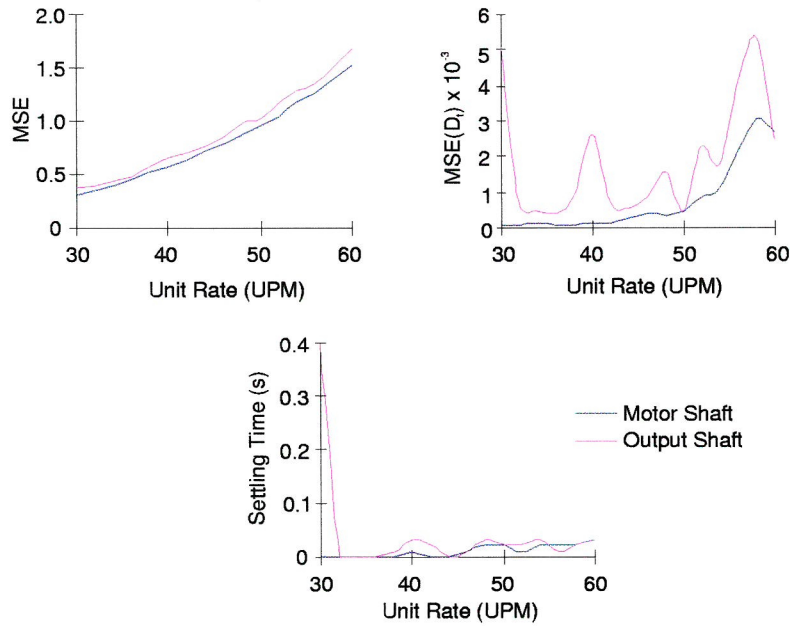 2.0
1.5
1.0
0.5
0
MSE
30 40 50 60
Unit Rate (UPM)
6
5
4
3
2
1
0
MSE(Dₜ) x 10⁻³
30 40 50 60
Unit Rate (UPM)
0.4
0.3
0.2
0.1
0
Settling Time (s)
30 40 50 60
Unit Rate (UPM)
Motor Shaft
Output Shaft